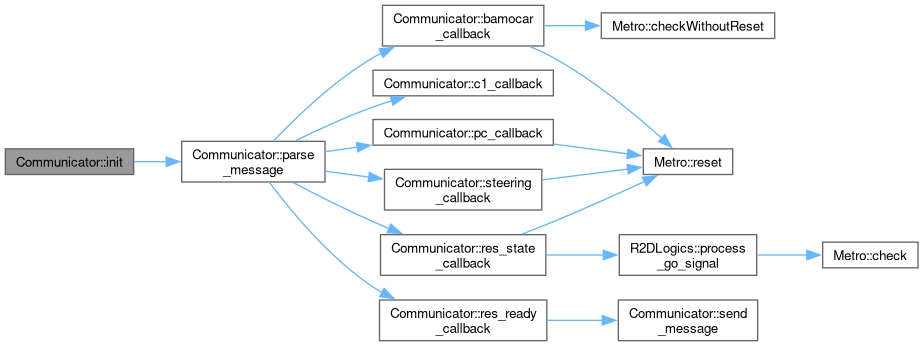 Communicator::init
Communicator::parse
_message
Communicator::bamocar
_callback
Communicator::c1_callback
Communicator::pc_callback
Communicator::steering
_callback
Communicator::res_state
_callback
Communicator::res_ready
_callback
Metro::checkWithoutReset
Metro::reset
R2DLogics::process
_go_signal
Communicator::send
_message
Metro::check